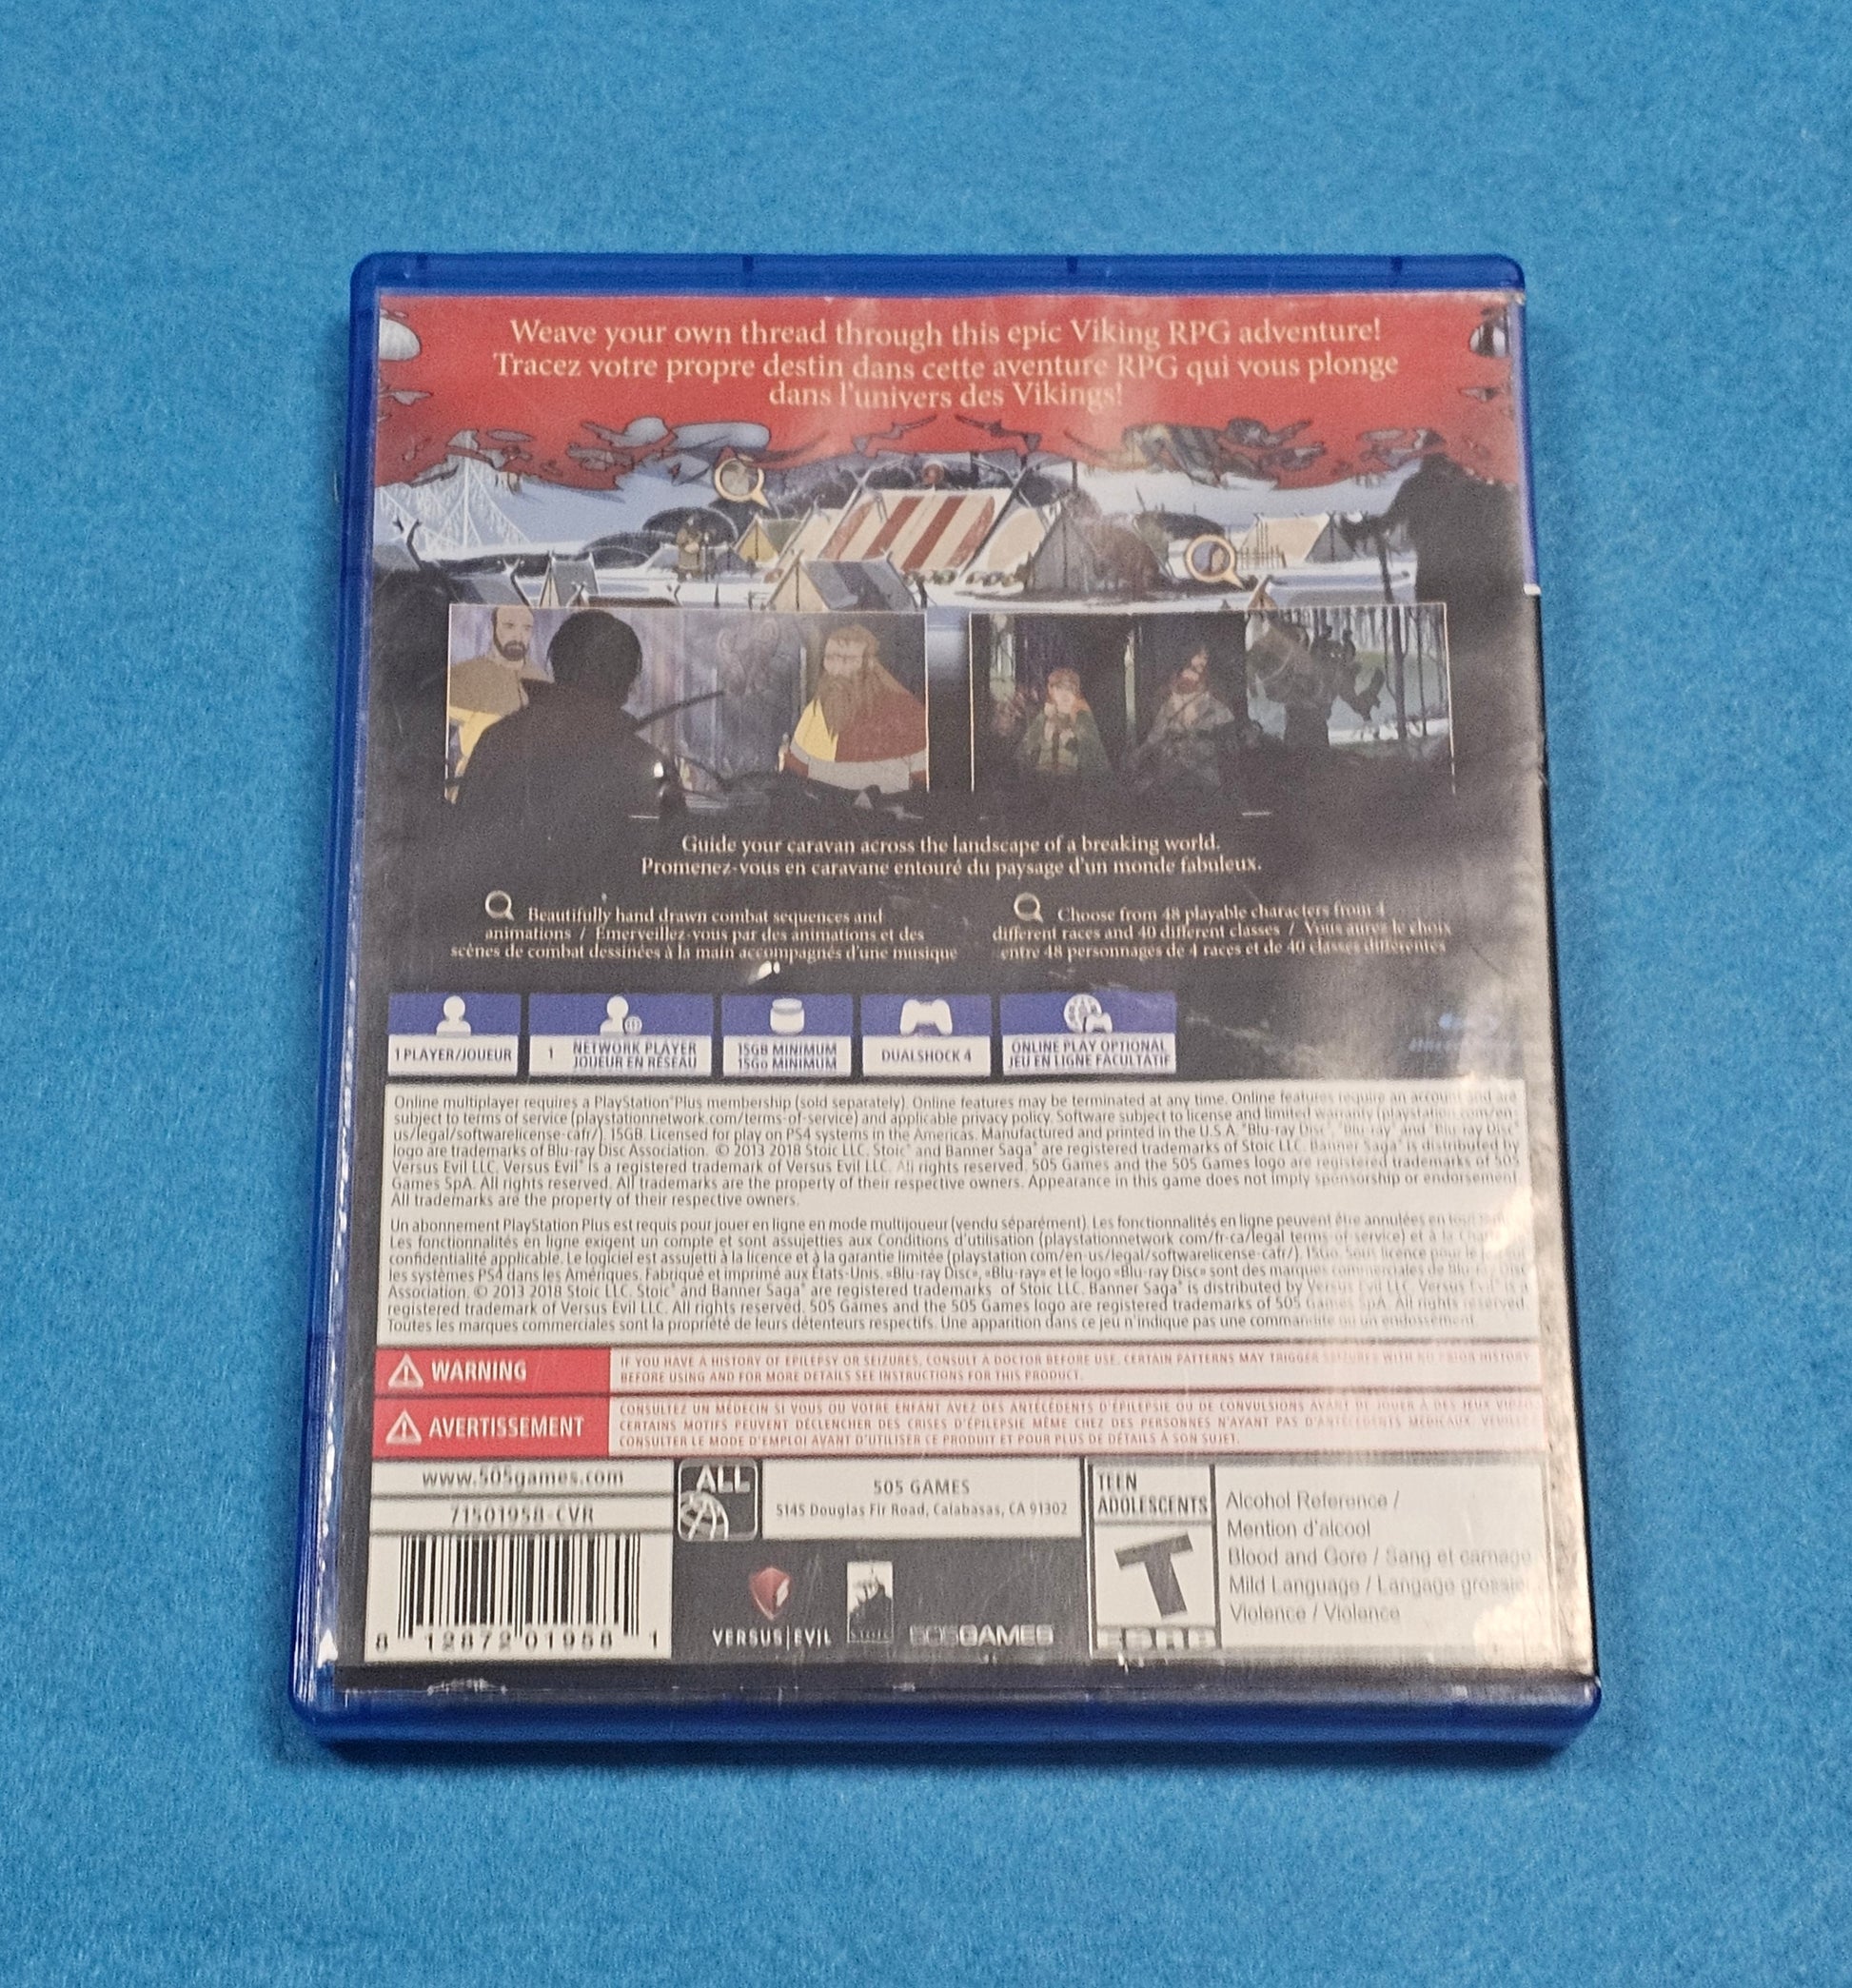 Weave your own thread through this epic Viking RPG adventure!
Tracez votre propre destin dans cette aventure RPG qui vous plonge
dans l'univers des Vikings!
Guide your caravan across the landscape of a breaking world.
Promenez-vous en caravane entouré du paysage d'un monde fabuleux.
Beautifully hand drawn combat sequences and
animations / Émerveillez-vous par des animations et des
scènes de combat dessinées à la main accompagnés d'une musique
Choose from 48 playable characters from 4
different races and 40 different classes / Vous aurez le choix
entre 48 personnages de 4 races et de 40 classes différentes
1 PLAYER/JOUEUR
1 NETWORK PLAYER
JOUEUR EN RÉSEAU
15GB MINIMUM
15Go MINIMUM
DUALSHOCK 4
ONLINE PLAY OPTIONAL
JEU EN LIGNE FACULTATIF
Online multiplayer requires a PlayStation®Plus membership (sold separately). Online features may be terminated at any time. Online features require an account and are
subject to terms of service (playstationnetwork.com/terms-of-service) and applicable privacy policy. Software subject to license and limited warranty (playstation.com/en-
us/legal/softwarelicense-cafr/). 15GB. Licensed for play on PS4 systems in the Americas. Manufactured and printed in the U.S.A. "Blu-ray Disc", "Blu-ray" and "Blu-ray Disc"
logo are trademarks of Blu-ray Disc Association. © 2013 2018 Stoic LLC. Stoic® and Banner Saga® are registered trademarks of Stoic LLC. Banner Saga® is distributed by
Versus Evil LLC. Versus Evil® is a registered trademark of Versus Evil LLC. All rights reserved. 505 Games and the 505 Games logo are registered trademarks of 505
Games SpA. All rights reserved. All trademarks are the property of their respective owners. Appearance in this game does not imply sponsorship or endorsement
All trademarks are the property of their respective owners.
Un abonnement PlayStation Plus est requis pour jouer en ligne en mode multijoueur (vendu séparément). Les fonctionnalités en ligne peuvent être annulées en tout
Les fonctionnalités en ligne exigent un compte et sont assujetties aux Conditions d'utilisation (playstationnetwork.com/fr-ca/legal terms-of-service) et à la
confidentialité applicable. Le logiciel est assujetti à la licence et à la garantie limitée (playstation com/en-us/legal/softwarelicense-cafr/). 15Go. Sous licence pour
les systèmes PS4 dans les Amériques. Fabriqué et imprimé aux États-Unis. «Blu-ray Disc», «Blu-ray» et le logo «Blu-ray Disc» sont des marques commerciales de Blu-ray Disc
Association. © 2013 2018 Stoic LLC. Stoic® and Banner Saga® are registered trademarks of Stoic LLC. Banner Saga® is distributed by Versus Evil LLC. Versus Evil® is a
registered trademark of Versus Evil LLC. All rights reserved. 505 Games and the 505 Games logo are registered trademarks of 505 Games SpA. All rights reserved.
Toutes les marques commerciales sont la propriété de leurs détenteurs respectifs. Une apparition dans ce jeu n'indique pas une commandite ou un endossement.
WARNING
IF YOU HAVE A HISTORY OF EPILEPSY OR SEIZURES, CONSULT A DOCTOR BEFORE USE. CERTAIN PATTERNS MAY TRIGGER SEIZURES WITH NO PRIOR HISTORY.
BEFORE USING AND FOR MORE DETAILS SEE INSTRUCTIONS FOR THIS PRODUCT.
AVERTISSEMENT
CONSULTEZ UN MÉDECIN SI VOUS OU VOTRE ENFANT AVEZ DES ANTÉCÉDENTS D'ÉPILEPSIE OU DE CONVULSIONS AVANT DE JOUER À DES JEUX VIDÉO
CERTAINS MOTIFS PEUVENT DÉCLENCHER DES CRISES D'ÉPILEPSIE MÊME CHEZ DES PERSONNES N'AYANT PAS D'ANTÉCÉDENTS MÉDICAUX. VEUILLEZ
CONSULTER LE MODE D'EMPLOI AVANT D'UTILISER CE PRODUIT ET POUR PLUS DE DÉTAILS À SON SUJET.
www.505games.com
71501958-CVR
8 12872 01958 1
ALL
505 GAMES
5145 Douglas Fir Road, Calabasas, CA 91302
VERSUS|EVIL
STOIC
505GAMES
TEEN
ADOLESCENTS
T
ESRB
Alcohol Reference /
Mention d'alcool
Blood and Gore / Sang et carnage
Mild Language / Langage grossier
Violence / Violence